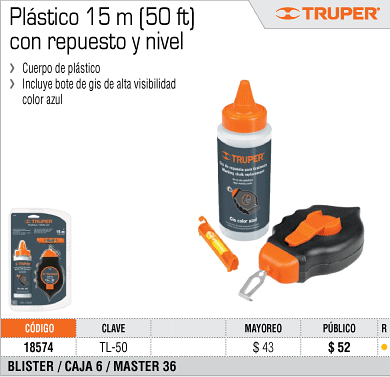 Plástico 15 m (50 ft)
con repuesto y nivel
TRUPER®
❯ Cuerpo de plástico
❯ Incluye bote de gis de alta visibilidad
color azul
TRUPER
Gis color azul
15 m
CÓDIGO CLAVE MAYOREO PÚBLICO R
18574 TL-50 $ 43 $ 52
BLISTER / CAJA 6 / MASTER 36